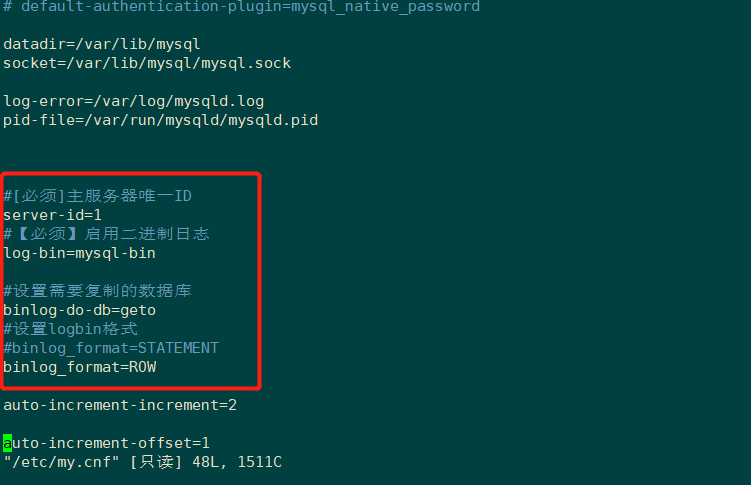 # default-authentication-plugin=mysql_native_password
datadir=/var/lib/mysql
socket=/var/lib/mysql/mysql.sock
log-error=/var/log/mysqld.log
pid-file=/var/run/mysqld/mysqld.pid
#[必须]主服务器唯一ID
server-id=1
#【必须】启用二进制日志
log-bin=mysql-bin
#设置需要复制的数据库
binlog-do-db=geto
#设置logbin格式
#binlog_format=STATEMENT
binlog_format=ROW
auto-increment-increment=2
auto-increment-offset=1
"/etc/my.cnf" [只读] 48L, 1511C